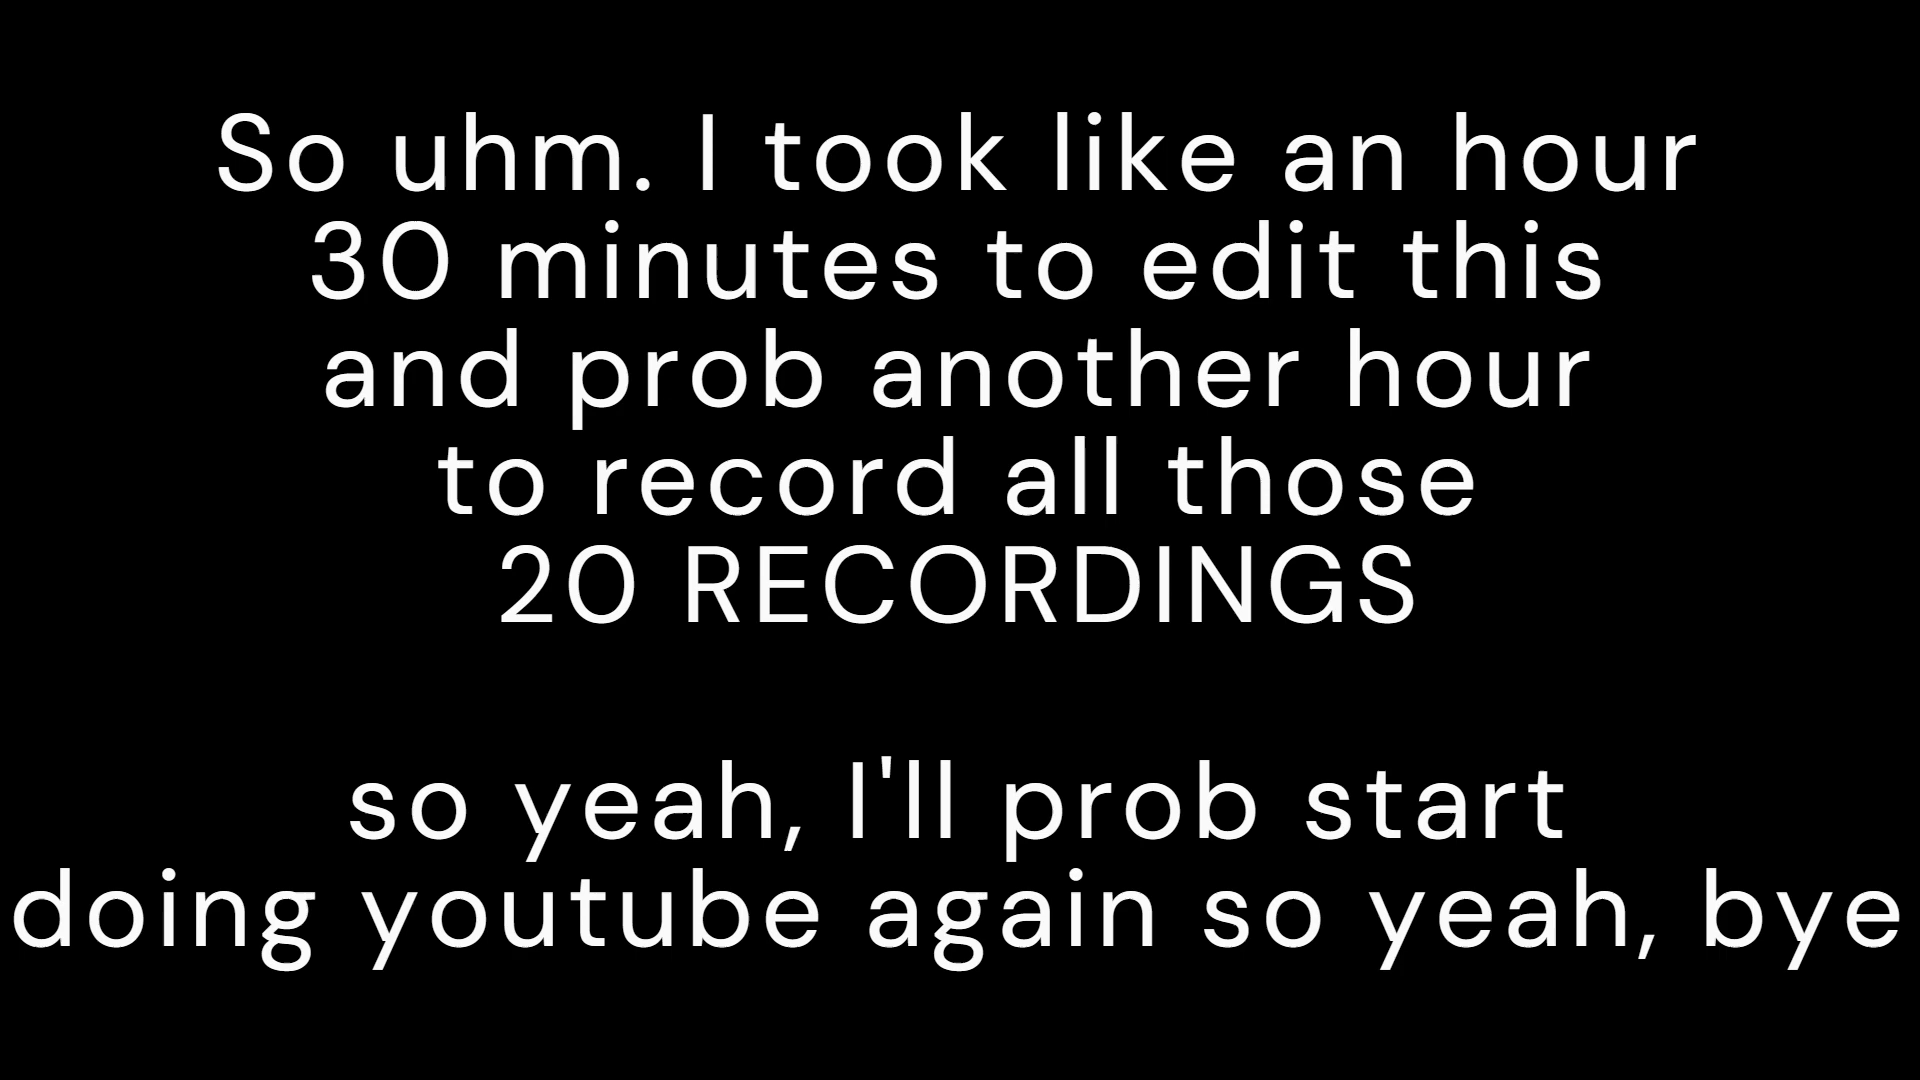 So uhm. I took like an hour
30 minutes to edit this
and prob another hour
to record all those
20 RECORDINGS
so yeah, I'll prob start
doing youtube again so yeah, bye